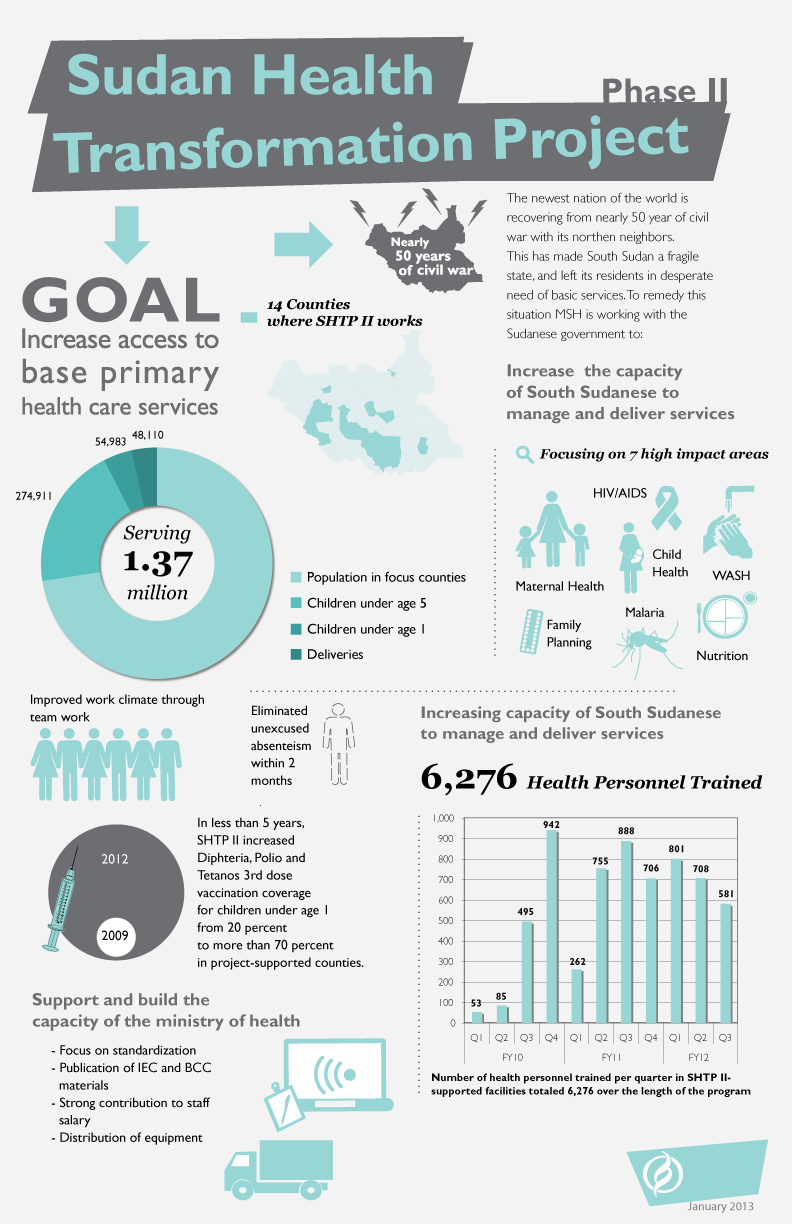 Sudan Health
Phase II
Transformation Project
GOAL
Increase access to
base primary
health care services
Nearly
50 years
of civil war
14 Counties
where SHTP II works
The newest nation of the world is
recovering from nearly 50 year of civil
war with its northen neighbors.
This has made South Sudan a fragile
state, and left its residents in desperate
need of basic services. To remedy this
situation MSH is working with the
Sudanese government to:
Increase the capacity
of South Sudanese to
manage and deliver services
Focusing on 7 high impact areas
HIV/AIDS
Maternal Health
Child
Health
WASH
Family
Planning
Malaria
Nutrition
54,983
48,110
274,911
Serving
1.37
million
Population in focus counties
Children under age 5
Children under age 1
Deliveries
Improved work climate through
team work
Eliminated
unexcused
absenteism
within 2
months
2012
2009
In less than 5 years,
SHTP II increased
Diphteria, Polio and
Tetanos 3rd dose
vaccination coverage
for children under age 1
from 20 percent
to more than 70 percent
in project-supported counties.
Support and build the
capacity of the ministry of health
- Focus on standardization
- Publication of IEC and BCC
materials
- Strong contribution to staff
salary
- Distribution of equipment
Increasing capacity of South Sudanese
to manage and deliver services
6,276 Health Personnel Trained
1,000
900
800
700
600
500
400
300
200
100
0
53
85
495
942
262
755
888
706
801
708
581
Q1 Q2 Q3 Q4 Q1 Q2 Q3 Q4 Q1 Q2 Q3
FY10 FY11 FY12
Number of health personnel trained per quarter in SHTP II-
supported facilities totaled 6,276 over the length of the program
January 2013